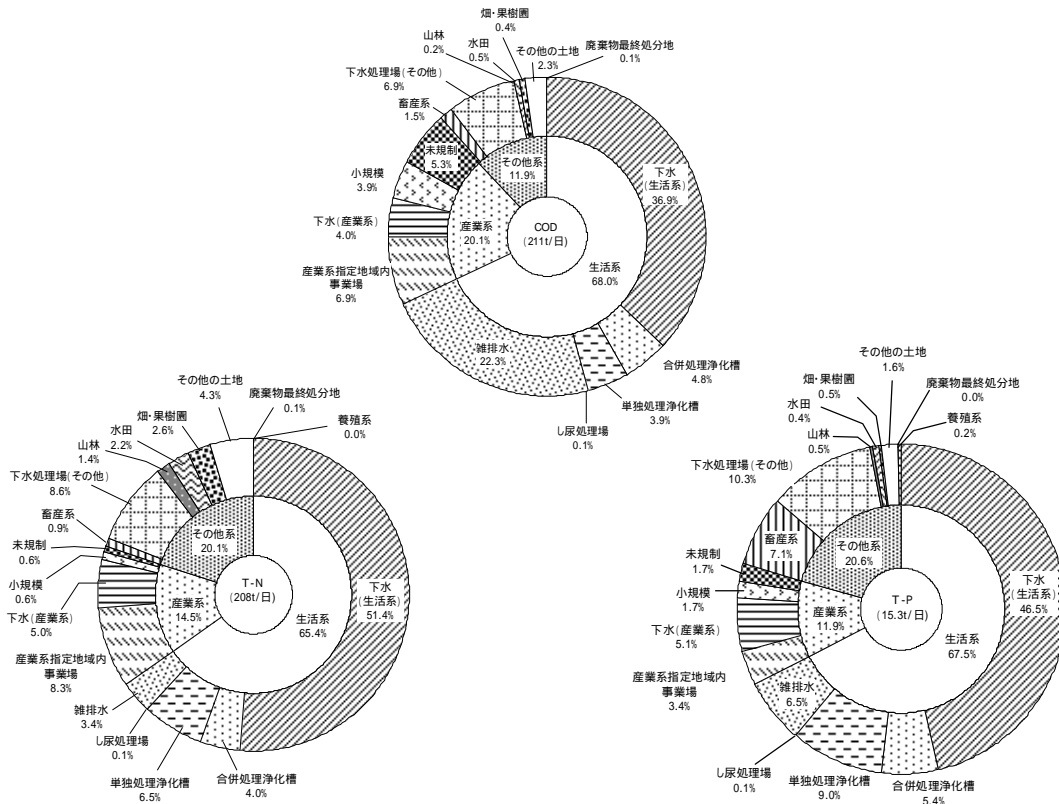 畑・果樹園
0.4%
山林
0.2%
水田
0.5%
その他の土地
2.3%
廃棄物最終処分地
0.1%
下水処理場(その他)
6.9%
畜産系
1.5%
未規制
5.3%
その他系
11.9%
小規模
3.9%
下水
(生活系)
36.9%
下水(産業系)
4.0%
産業系
20.1%
COD
(211t/日)
生活系
68.0%
産業系指定地域内
事業場
6.9%
雑排水
22.3%
合併処理浄化槽
4.8%
単独処理浄化槽
3.9%
し尿処理場
0.1%
その他の土地
4.3%
廃棄物最終処分地
0.1%
養殖系
0.0%
畑・果樹園
2.6%
水田
2.2%
山林
1.4%
下水処理場(その他)
8.6%
畜産系
0.9%
未規制
0.6%
小規模
0.6%
下水(産業系)
5.0%
その他系
20.1%
産業系
14.5%
T-N
(208t/日)
生活系
65.4%
下水
(生活系)
51.4%
産業系指定地域内
事業場
8.3%
雑排水
3.4%
し尿処理場
0.1%
単独処理浄化槽
6.5%
合併処理浄化槽
4.0%
その他の土地
1.6%
廃棄物最終処分地
0.0%
養殖系
0.2%
畑・果樹園
0.5%
水田
0.4%
山林
0.5%
下水処理場(その他)
10.3%
畜産系
7.1%
未規制
1.7%
小規模
1.7%
下水(産業系)
5.1%
その他系
20.6%
産業系
11.9%
T-P
(15.3t/日)
生活系
67.5%
下水
(生活系)
46.5%
産業系指定地域内
事業場
3.4%
雑排水
6.5%
し尿処理場
0.1%
単独処理浄化槽
9.0%
合併処理浄化槽
5.4%